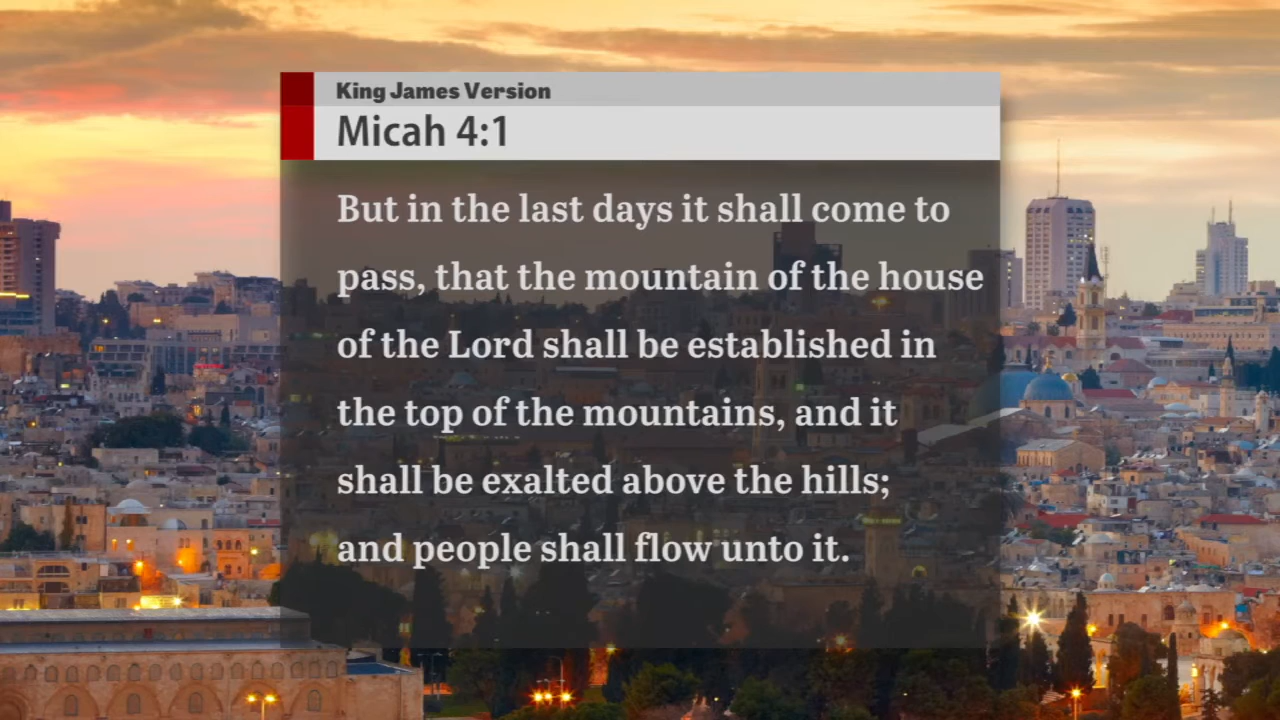 King James Version
Micah 4:1
But in the last days it shall come to
pass, that the mountain of the house
of the Lord shall be established in
the top of the mountains, and it
shall be exalted above the hills;
and people shall flow unto it.